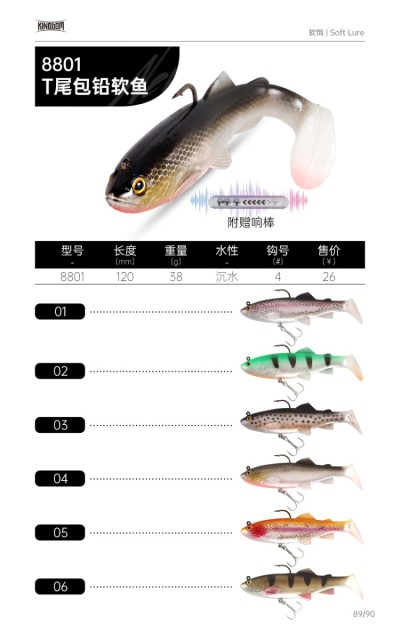 KINGDOM
软饵 | Soft Lure
8801
T尾包铅软鱼
附赠响棒
型号 长度 重量 水性 钩号 售价
- (mm) (g) - (#) (￥)
8801 120 38 沉水 4 26
01
02
03
04
05
06
89/90